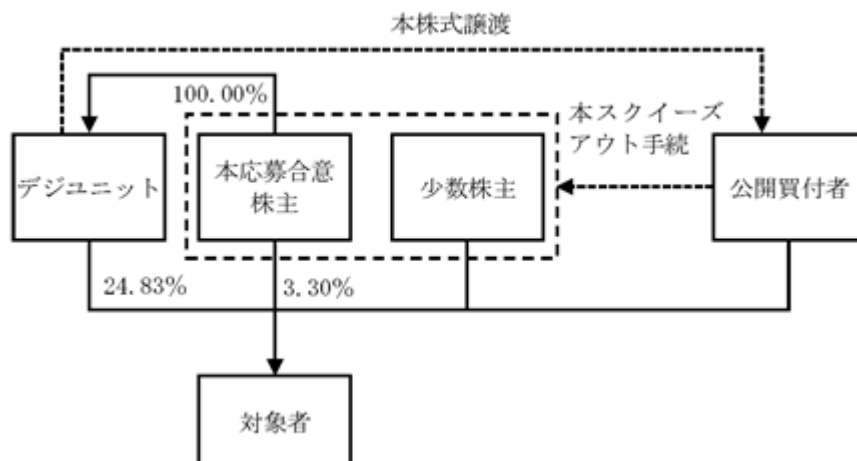 本株式譲渡
100.00%
本スクイーズ
アウト手続
デジユニット
本応募合意
株主
少数株主
公開買付者
24.83%
3.30%
対象者